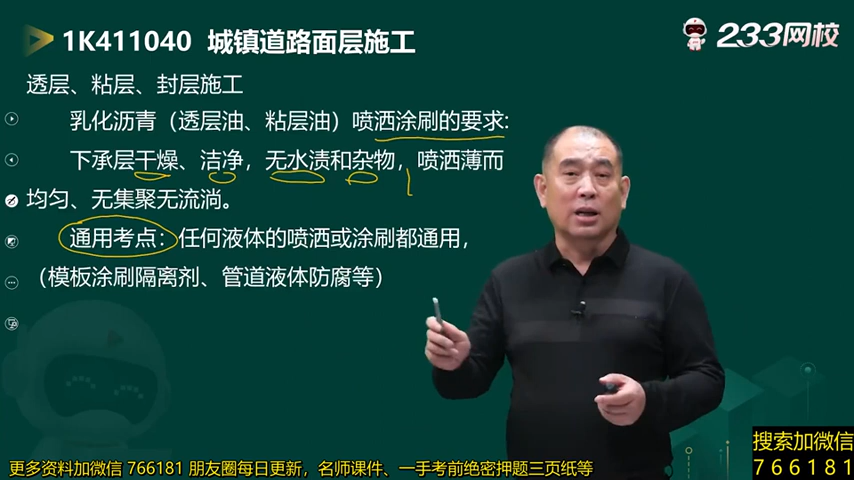 1K411040 城镇道路面层施工
233网校
透层、粘层、封层施工
乳化沥青（透层油、粘层油）喷洒涂刷的要求:
下承层干燥、洁净，无水渍和杂物，喷洒薄而
均匀、无集聚无流淌。
通用考点：任何液体的喷洒或涂刷都通用，
（模板涂刷隔离剂、管道液体防腐等）
搜索加微信
766181
更多资料加微信 766181 朋友圈每日更新，名师课件、一手考前绝密押题三页纸等